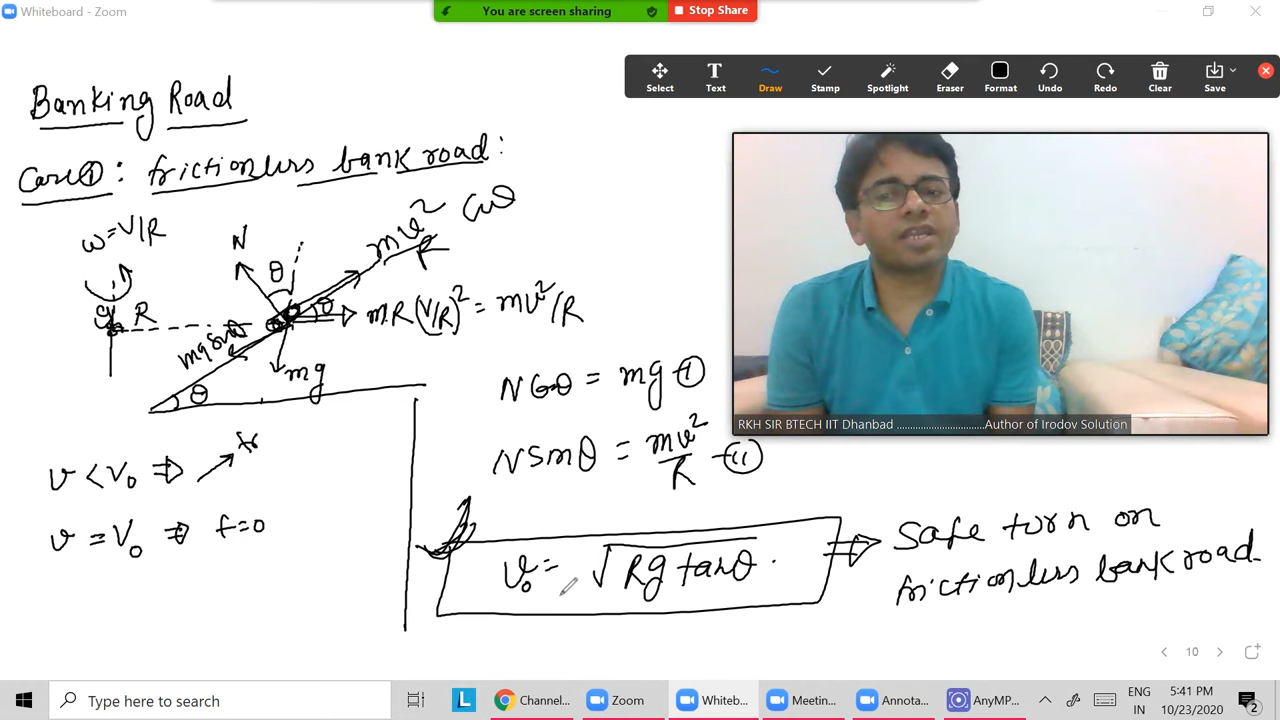 Whiteboard - Zoom
You are screen sharing
Stop Share
Select Text Draw Stamp Spotlight Eraser Format Undo Redo Clear Save
Banking Road
Case ①: frictionless bank road:
ω=V/R
N
θ
mv²/R cosθ
R
θ
mR(V/R)² = mv²/R
mg sinθ
mg
θ
N cosθ = mg ①
N sinθ = mv²/R -②
v < V₀ ⇒ fr
v = V₀ ⇒ f=0
v₀ = √Rg tanθ .
⇒ Safe turn on
frictionless bank road.
RKH SIR BTECH IIT Dhanbad .................................Author of Irodov Solution
10
Type here to search
L
Channel...
Zoom
Whiteb...
Meetin...
Annota...
AnyMP...
ENG
IN
5:41 PM
10/23/2020
2